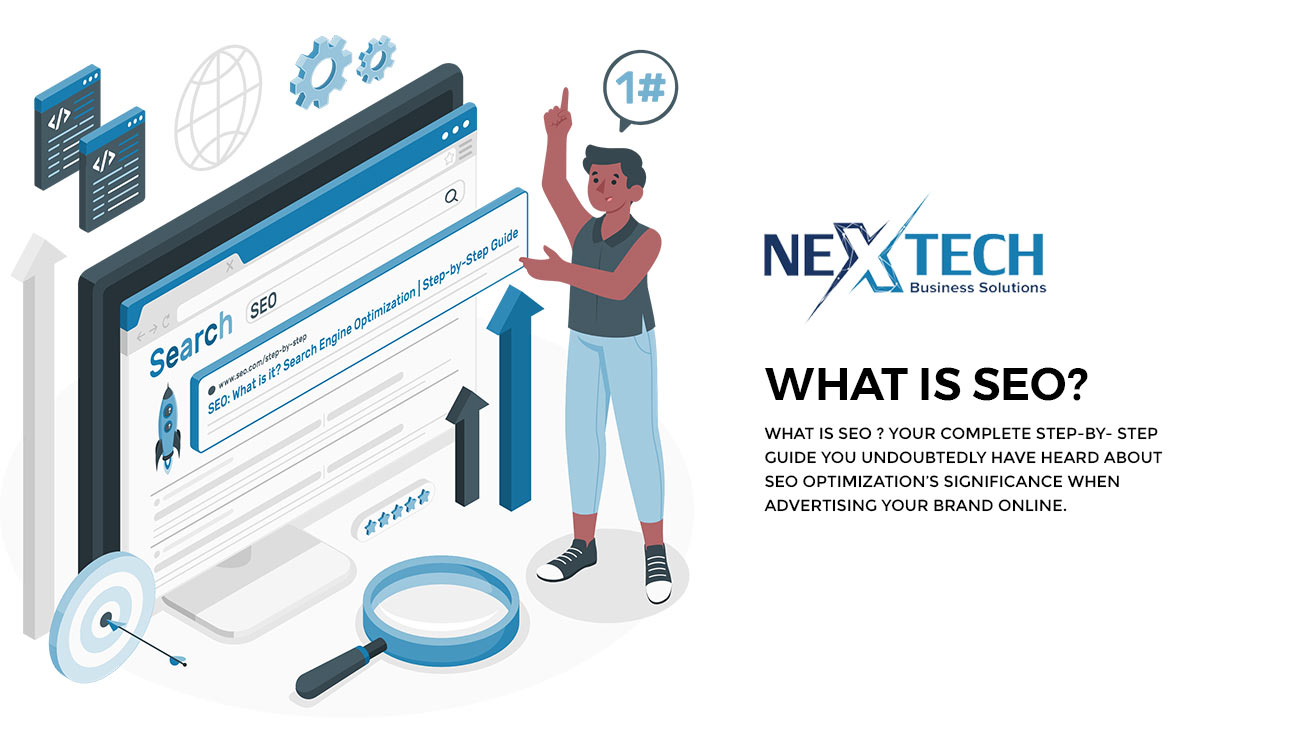 </>
</>
1#
Search
SEO
www.seo.com/step-by-step
SEO: What is it? Search Engine Optimization | Step-by-Step Guide
NEXTECH
Business Solutions
WHAT IS SEO?
WHAT IS SEO ? YOUR COMPLETE STEP-BY- STEP
GUIDE YOU UNDOUBTEDLY HAVE HEARD ABOUT
SEO OPTIMIZATION’S SIGNIFICANCE WHEN
ADVERTISING YOUR BRAND ONLINE.